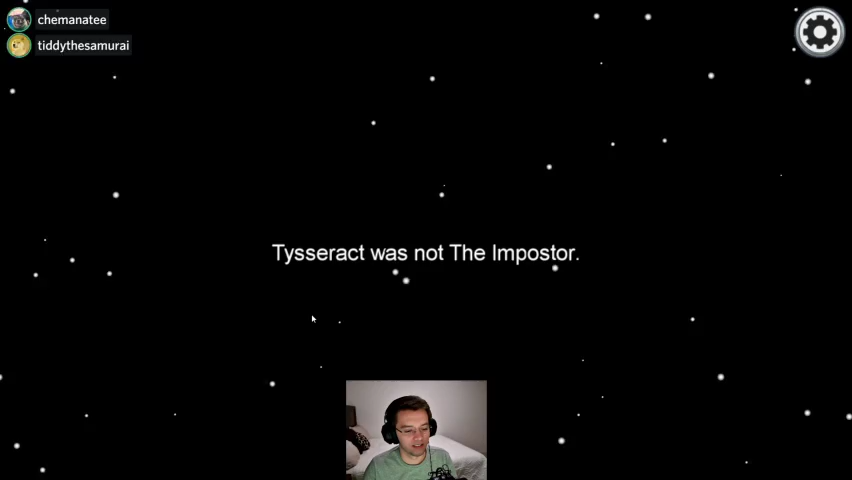 chemanatee
tiddythesamurai
Tysseract was not The Impostor.